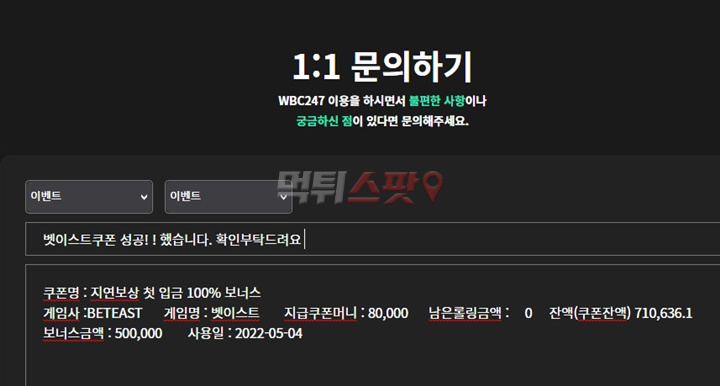 1:1 문의하기
WBC247 이용을 하시면서 불편한 사항이나
궁금하신 점이 있다면 문의해주세요.
먹튀스팟
이벤트 이벤트
벳이스트쿠폰 성공! ! 했습니다. 확인부탁드려요
쿠폰명 : 지연보상 첫 입금 100% 보너스
게임사 :BETEAST 게임명 : 벳이스트 지급쿠폰머니 : 80,000 남은롤링금액 : 0 잔액(쿠폰잔액) 710,636.1
보너스금액 : 500,000 사용일 : 2022-05-04